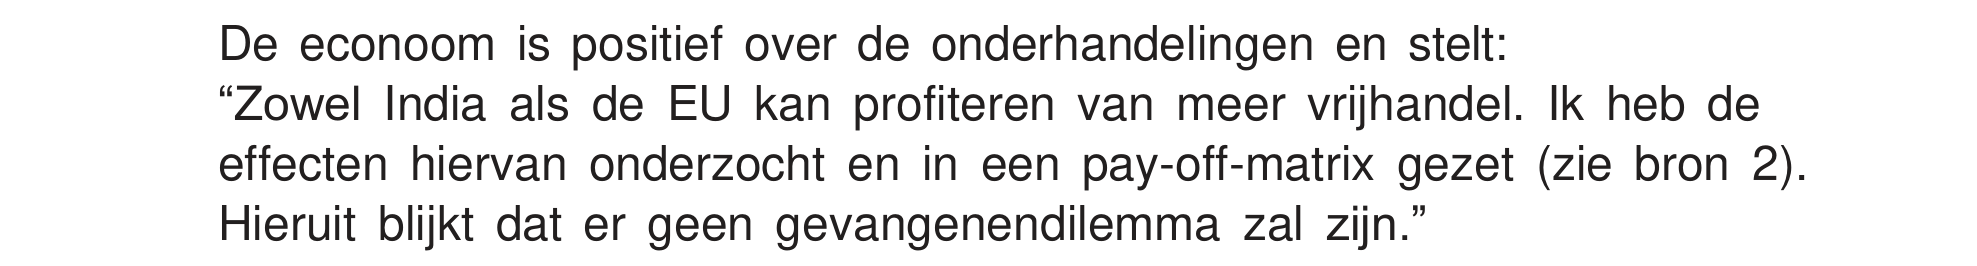 De econoom is positief over de onderhandelingen en stelt:
“Zowel India als de EU kan profiteren van meer vrijhandel. Ik heb de
effecten hiervan onderzocht en in een pay-off-matrix gezet (zie bron 2).
Hieruit blijkt dat er geen gevangenendilemma zal zijn.”